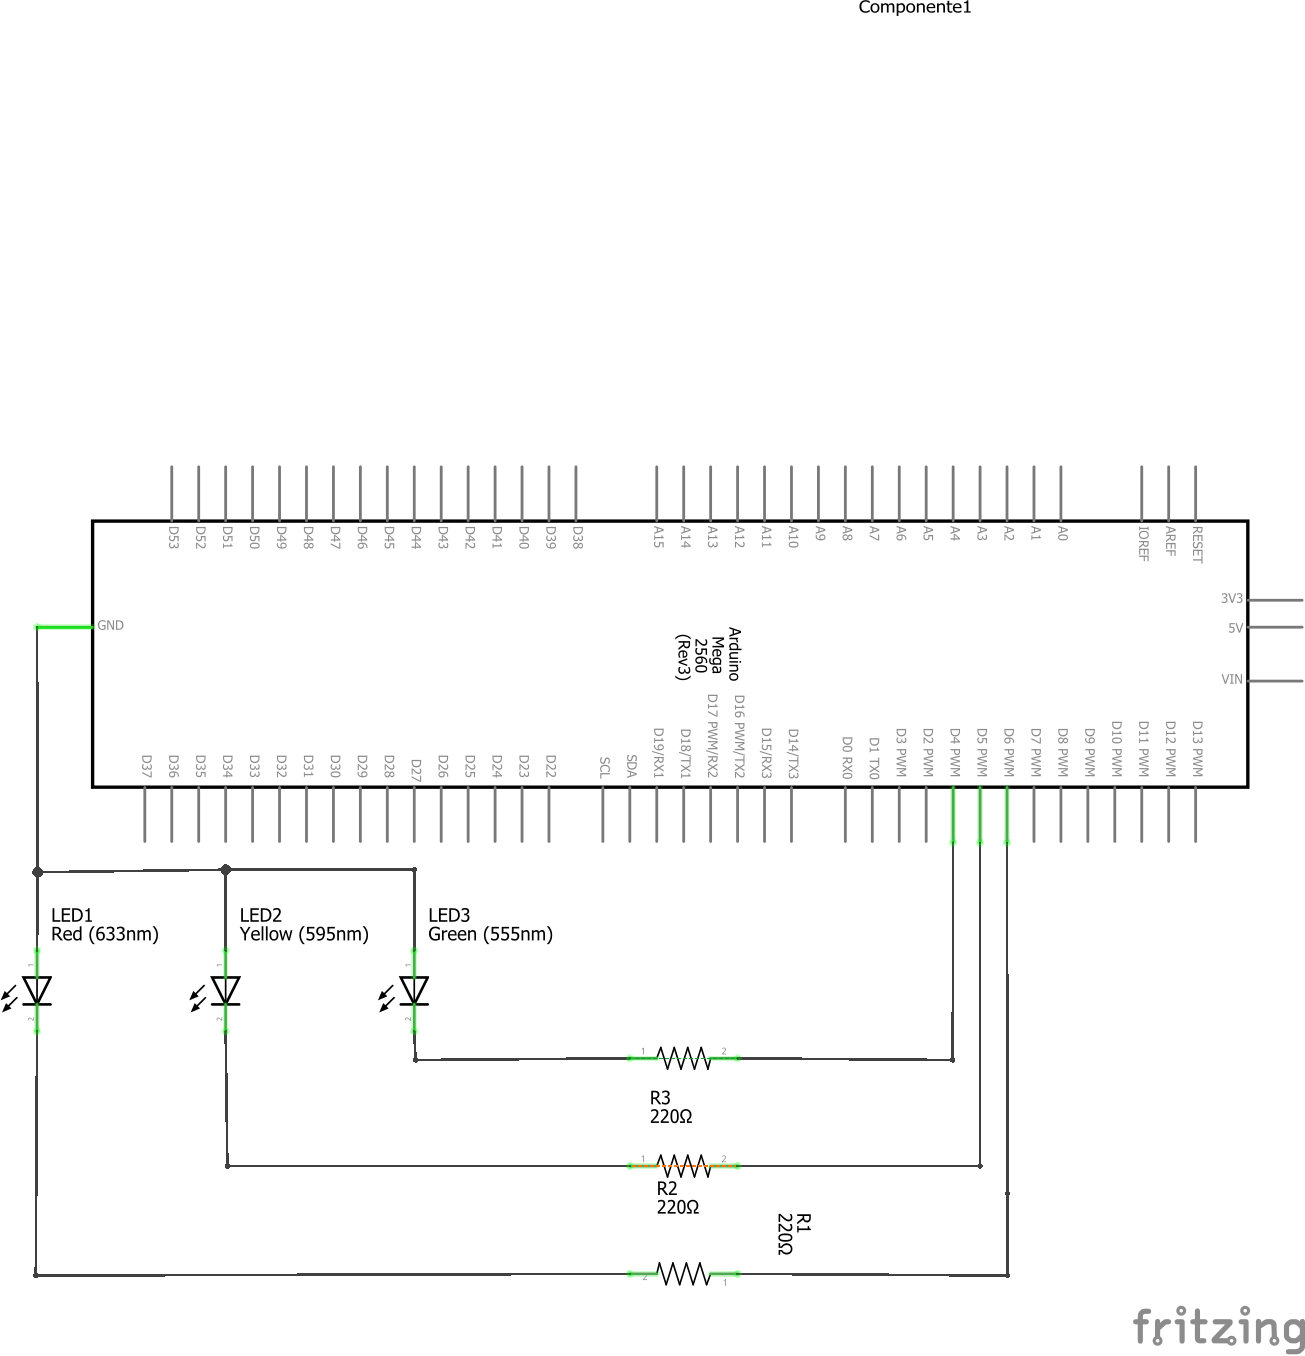 Componente1
D53
D52
D51
D50
D49
D48
D47
D46
D45
D44
D43
D42
D41
D40
D39
D38
A15
A14
A13
A12
A11
A10
A9
A8
A7
A6
A5
A4
A3
A2
A1
A0
IOREF
AREF
RESET
3V3
5V
VIN
GND
Arduino
Mega
2560
(Rev3)
D37
D36
D35
D34
D33
D32
D31
D30
D29
D28
D27
D26
D25
D24
D23
D22
SCL
SDA
D19/RX1
D18/TX1
D17 PWM/RX2
D16 PWM/TX2
D15/RX3
D14/TX3
D0 RX0
D1 TX0
D3 PWM
D2 PWM
D4 PWM
D5 PWM
D6 PWM
D7 PWM
D8 PWM
D9 PWM
D10 PWM
D11 PWM
D12 PWM
D13 PWM
LED1
Red (633nm)
LED2
Yellow (595nm)
LED3
Green (555nm)
1
2
1
2
1
2
1
2
R3
220Ω
1
2
R2
220Ω
R1
220Ω
2
1
fritzing